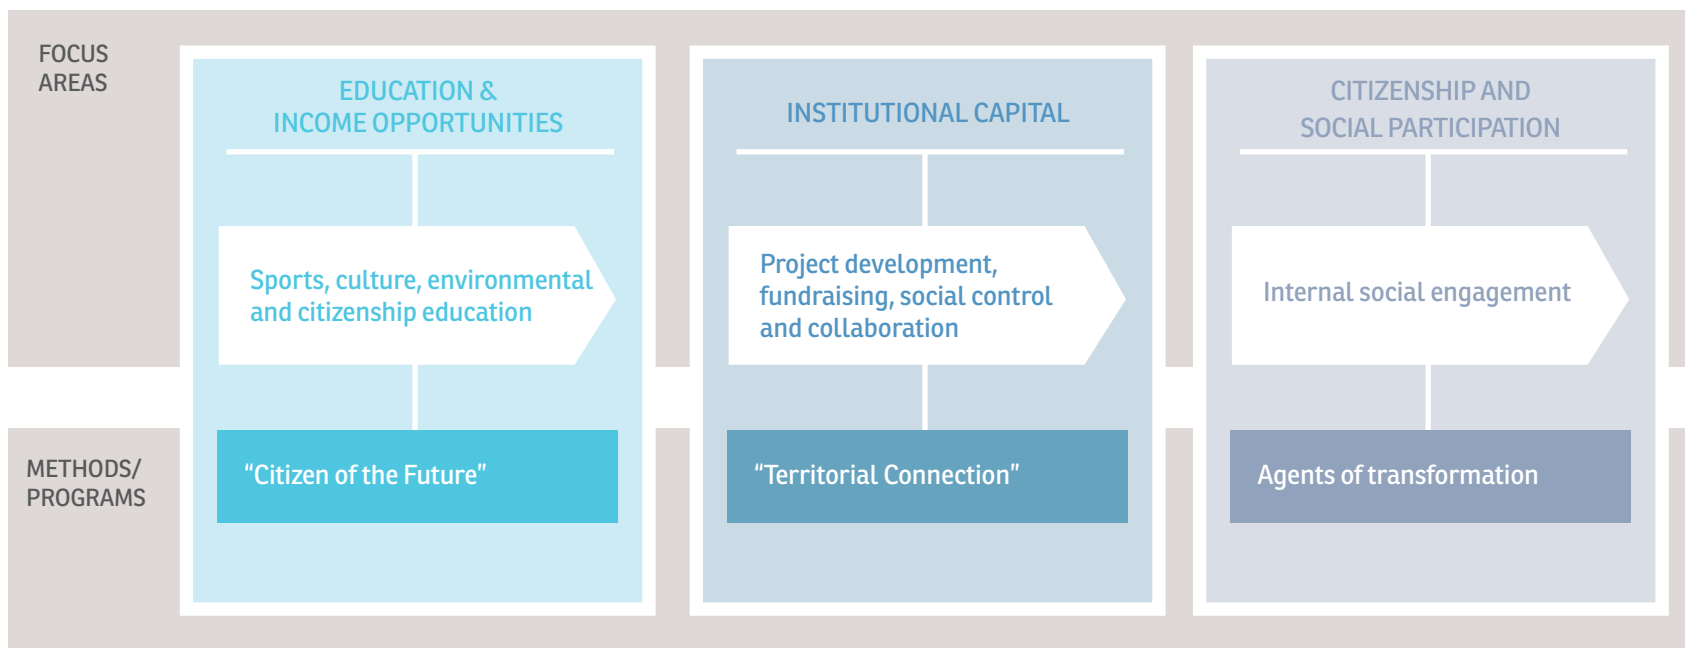 FOCUS
AREAS
EDUCATION &
INCOME OPPORTUNITIES
Sports, culture, environmental
and citizenship education
INSTITUTIONAL CAPITAL
Project development,
fundraising, social control
and collaboration
CITIZENSHIP AND
SOCIAL PARTICIPATION
Internal social engagement
METHODS/
PROGRAMS
“Citizen of the Future”
“Territorial Connection”
Agents of transformation